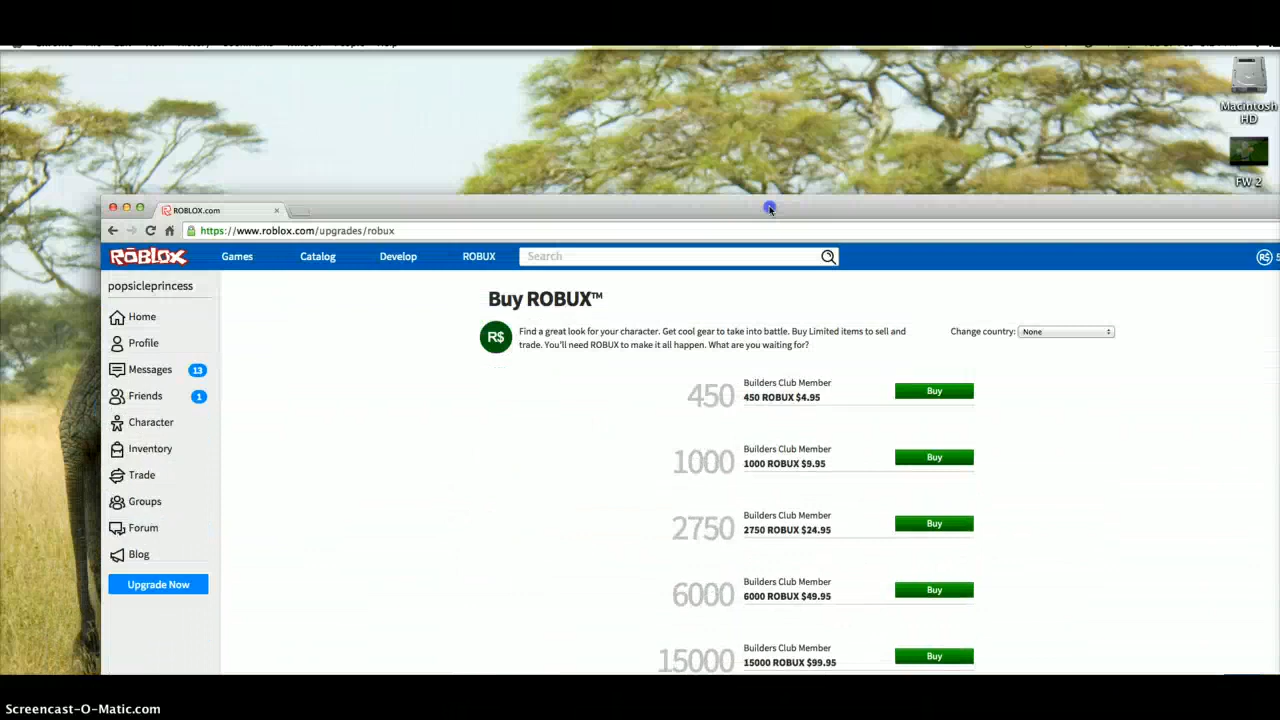 Macintosh
HD
FW 2
ROBLOX.com
https://www.roblox.com/upgrades/robux
ROBLOX
Games
Catalog
Develop
ROBUX
Search
R$
popsicleprincess
Home
Profile
Messages 13
Friends 1
Character
Inventory
Trade
Groups
Forum
Blog
Upgrade Now
Buy ROBUX™
R$
Find a great look for your character. Get cool gear to take into battle. Buy Limited items to sell and
trade. You'll need ROBUX to make it all happen. What are you waiting for?
Change country: None
450
Builders Club Member
450 ROBUX $4.95
Buy
1000
Builders Club Member
1000 ROBUX $9.95
Buy
2750
Builders Club Member
2750 ROBUX $24.95
Buy
6000
Builders Club Member
6000 ROBUX $49.95
Buy
15000
Builders Club Member
15000 ROBUX $99.95
Buy
Screencast-O-Matic.com